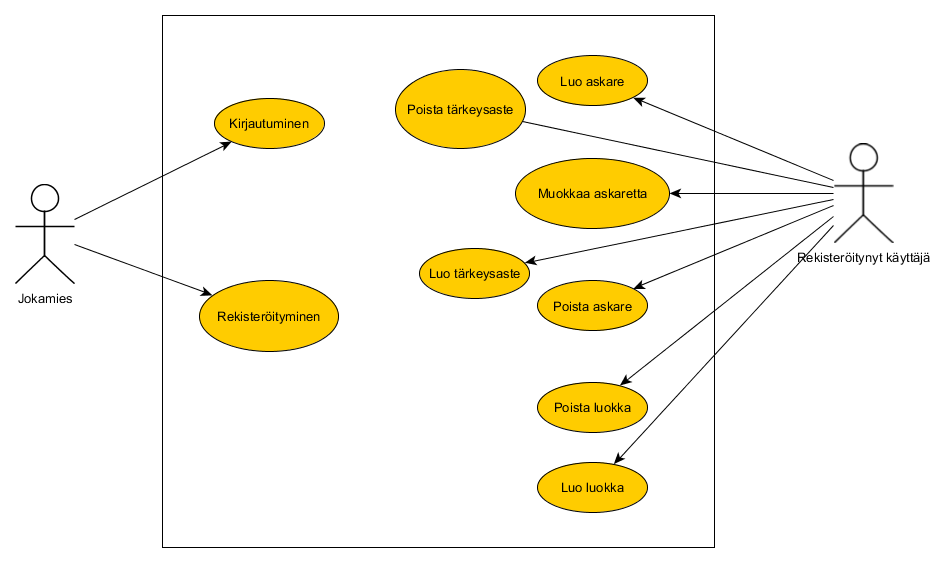 Luo askare
Poista tärkeysaste
Kirjautuminen
Muokkaa askaretta
Rekisteröitynyt käyttäjä
Luo tärkeysaste
Jokamies
Poista askare
Rekisteröityminen
Poista luokka
Luo luokka